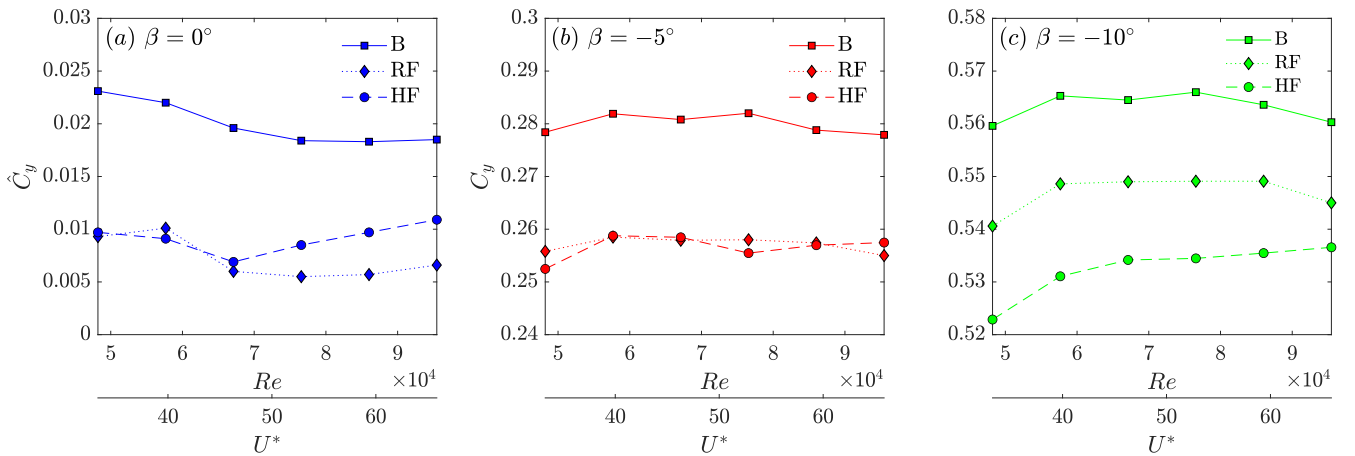 (a) β = 0°
B
RF
HF
0.03
0.025
0.02
0.015
0.01
0.005
0
Ĉ_y
5 6 7 8 9
Re ×10⁴
40 50 60
U*
(b) β = −5°
B
RF
HF
0.3
0.29
0.28
0.27
0.26
0.25
0.24
C_y
5 6 7 8 9
Re ×10⁴
40 50 60
U*
(c) β = −10°
B
RF
HF
0.58
0.57
0.56
0.55
0.54
0.53
0.52
5 6 7 8 9
Re ×10⁴
40 50 60
U*